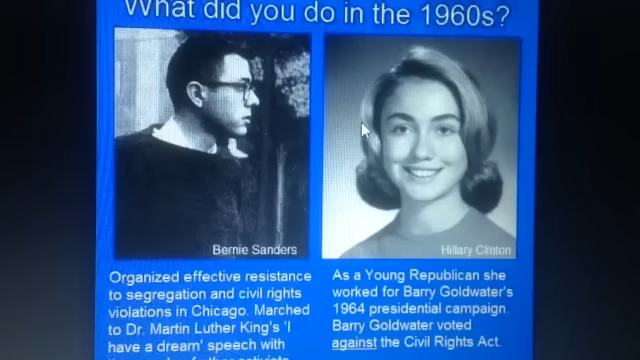 What did you do in the 1960s?
Bernie Sanders
Hillary Clinton
Organized effective resistance
to segregation and civil rights
violations in Chicago. Marched
to Dr. Martin Luther King's 'I
have a dream' speech with
As a Young Republican she
worked for Barry Goldwater's
1964 presidential campaign.
Barry Goldwater voted
against the Civil Rights Act.